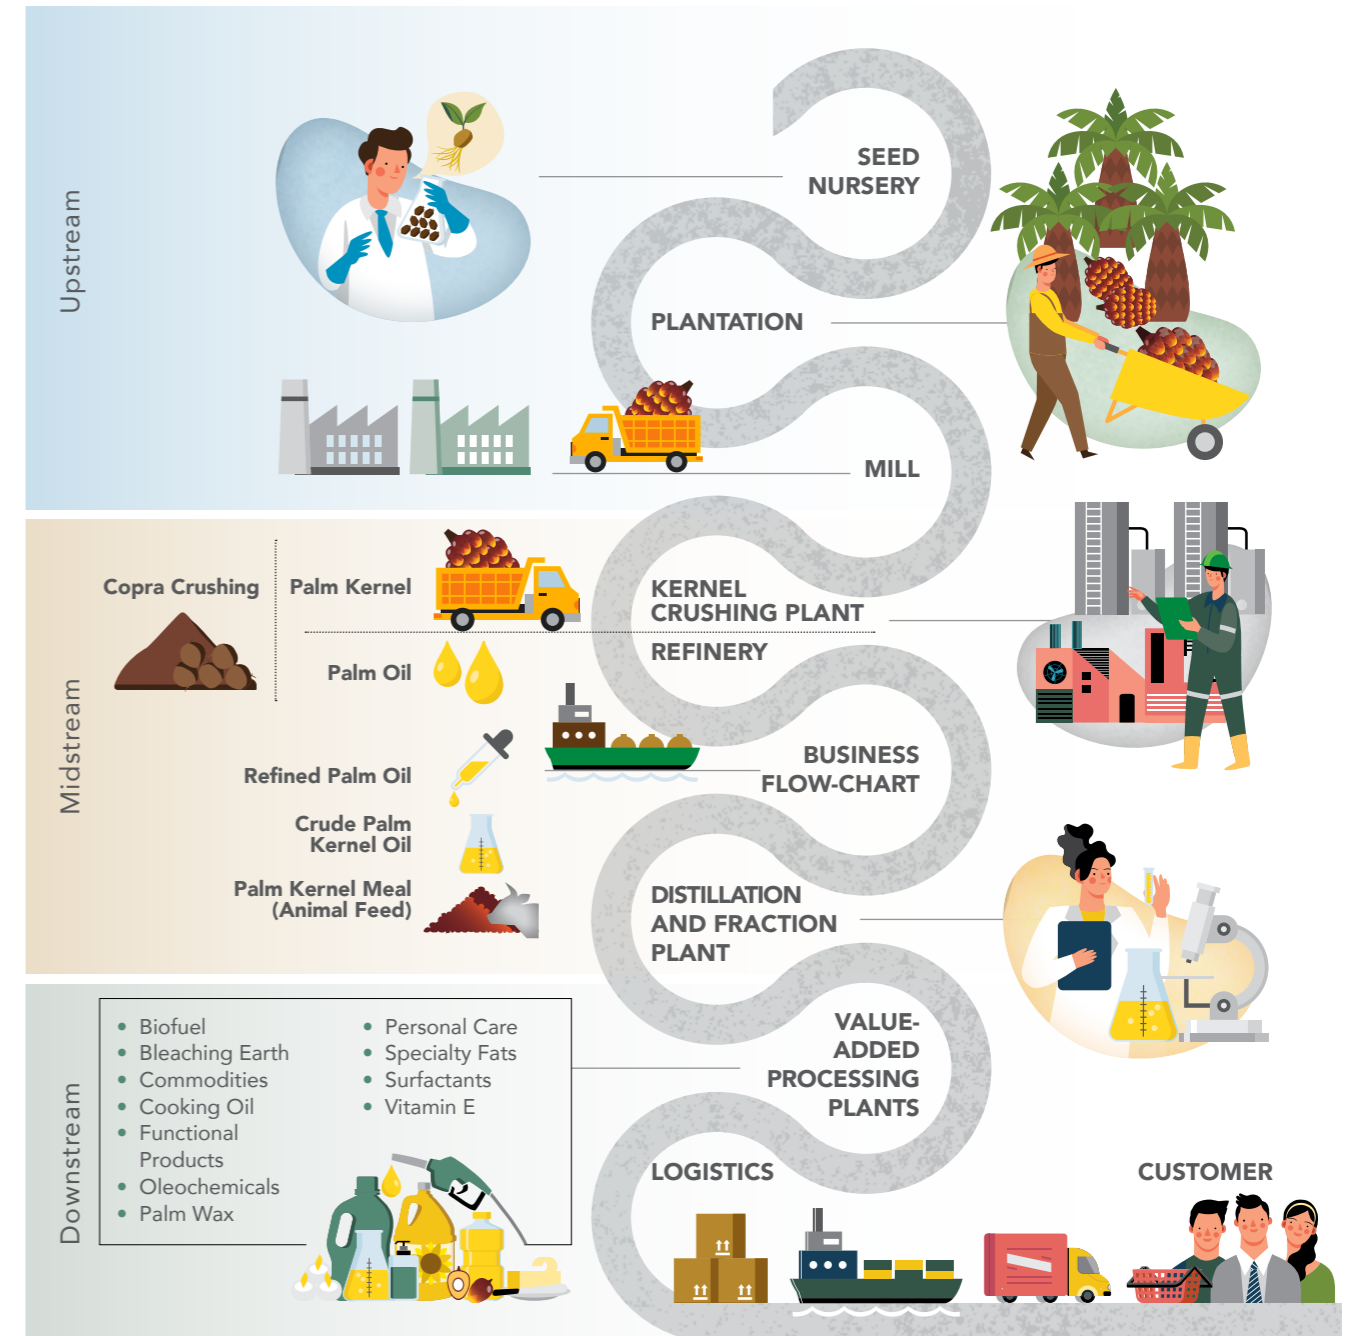 Upstream
SEED
NURSERY
PLANTATION
MILL
Midstream
Copra Crushing
Palm Kernel
KERNEL
CRUSHING PLANT
REFINERY
Palm Oil
BUSINESS
FLOW-CHART
Refined Palm Oil
Crude Palm
Kernel Oil
Palm Kernel Meal
(Animal Feed)
DISTILLATION
AND FRACTION
PLANT
Downstream
• Biofuel
• Bleaching Earth
• Commodities
• Cooking Oil
• Functional
Products
• Oleochemicals
• Palm Wax
• Personal Care
• Specialty Fats
• Surfactants
• Vitamin E
VALUE-
ADDED
PROCESSING
PLANTS
LOGISTICS
CUSTOMER